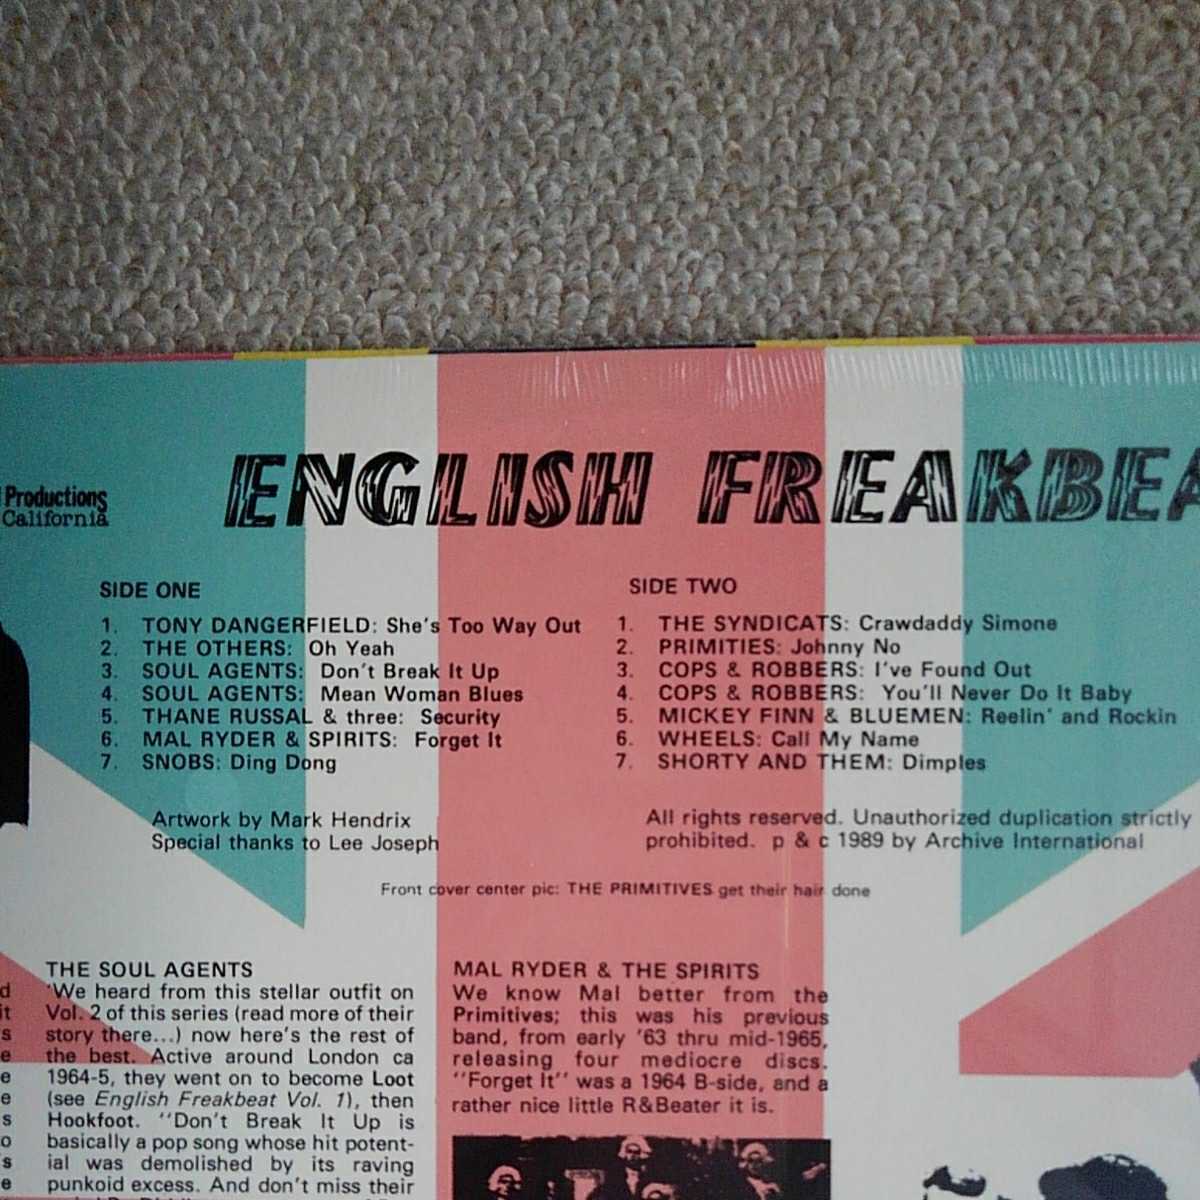 Productions
California
ENGLISH FREAKBEA
SIDE ONE
1. TONY DANGERFIELD: She's Too Way Out
2. THE OTHERS: Oh Yeah
3. SOUL AGENTS: Don't Break It Up
4. SOUL AGENTS: Mean Woman Blues
5. THANE RUSSAL & three: Security
6. MAL RYDER & SPIRITS: Forget It
7. SNOBS: Ding Dong
Artwork by Mark Hendrix
Special thanks to Lee Joseph
SIDE TWO
1. THE SYNDICATS: Crawdaddy Simone
2. PRIMITIES: Johnny No
3. COPS & ROBBERS: I've Found Out
4. COPS & ROBBERS: You'll Never Do It Baby
5. MICKEY FINN & BLUEMEN: Reelin' and Rockin
6. WHEELS: Call My Name
7. SHORTY AND THEM: Dimples
All rights reserved. Unauthorized duplication strictly
prohibited. p & c 1989 by Archive International
Front cover center pic: THE PRIMITIVES get their hair done
THE SOUL AGENTS
'We heard from this stellar outfit on
Vol. 2 of this series (read more of their
story there...) now here's the rest of
the best. Active around London ca
1964-5, they went on to become Loot
(see English Freakbeat Vol. 1), then
Hookfoot. "Don't Break It Up is
basically a pop song whose hit potent-
ial was demolished by its raving
punkoid excess. And don't miss their
MAL RYDER & THE SPIRITS
We know Mal better from the
Primitives; this was his previous
band, from early '63 thru mid-1965,
releasing four mediocre discs.
"Forget It" was a 1964 B-side, and a
rather nice little R&Beater it is.